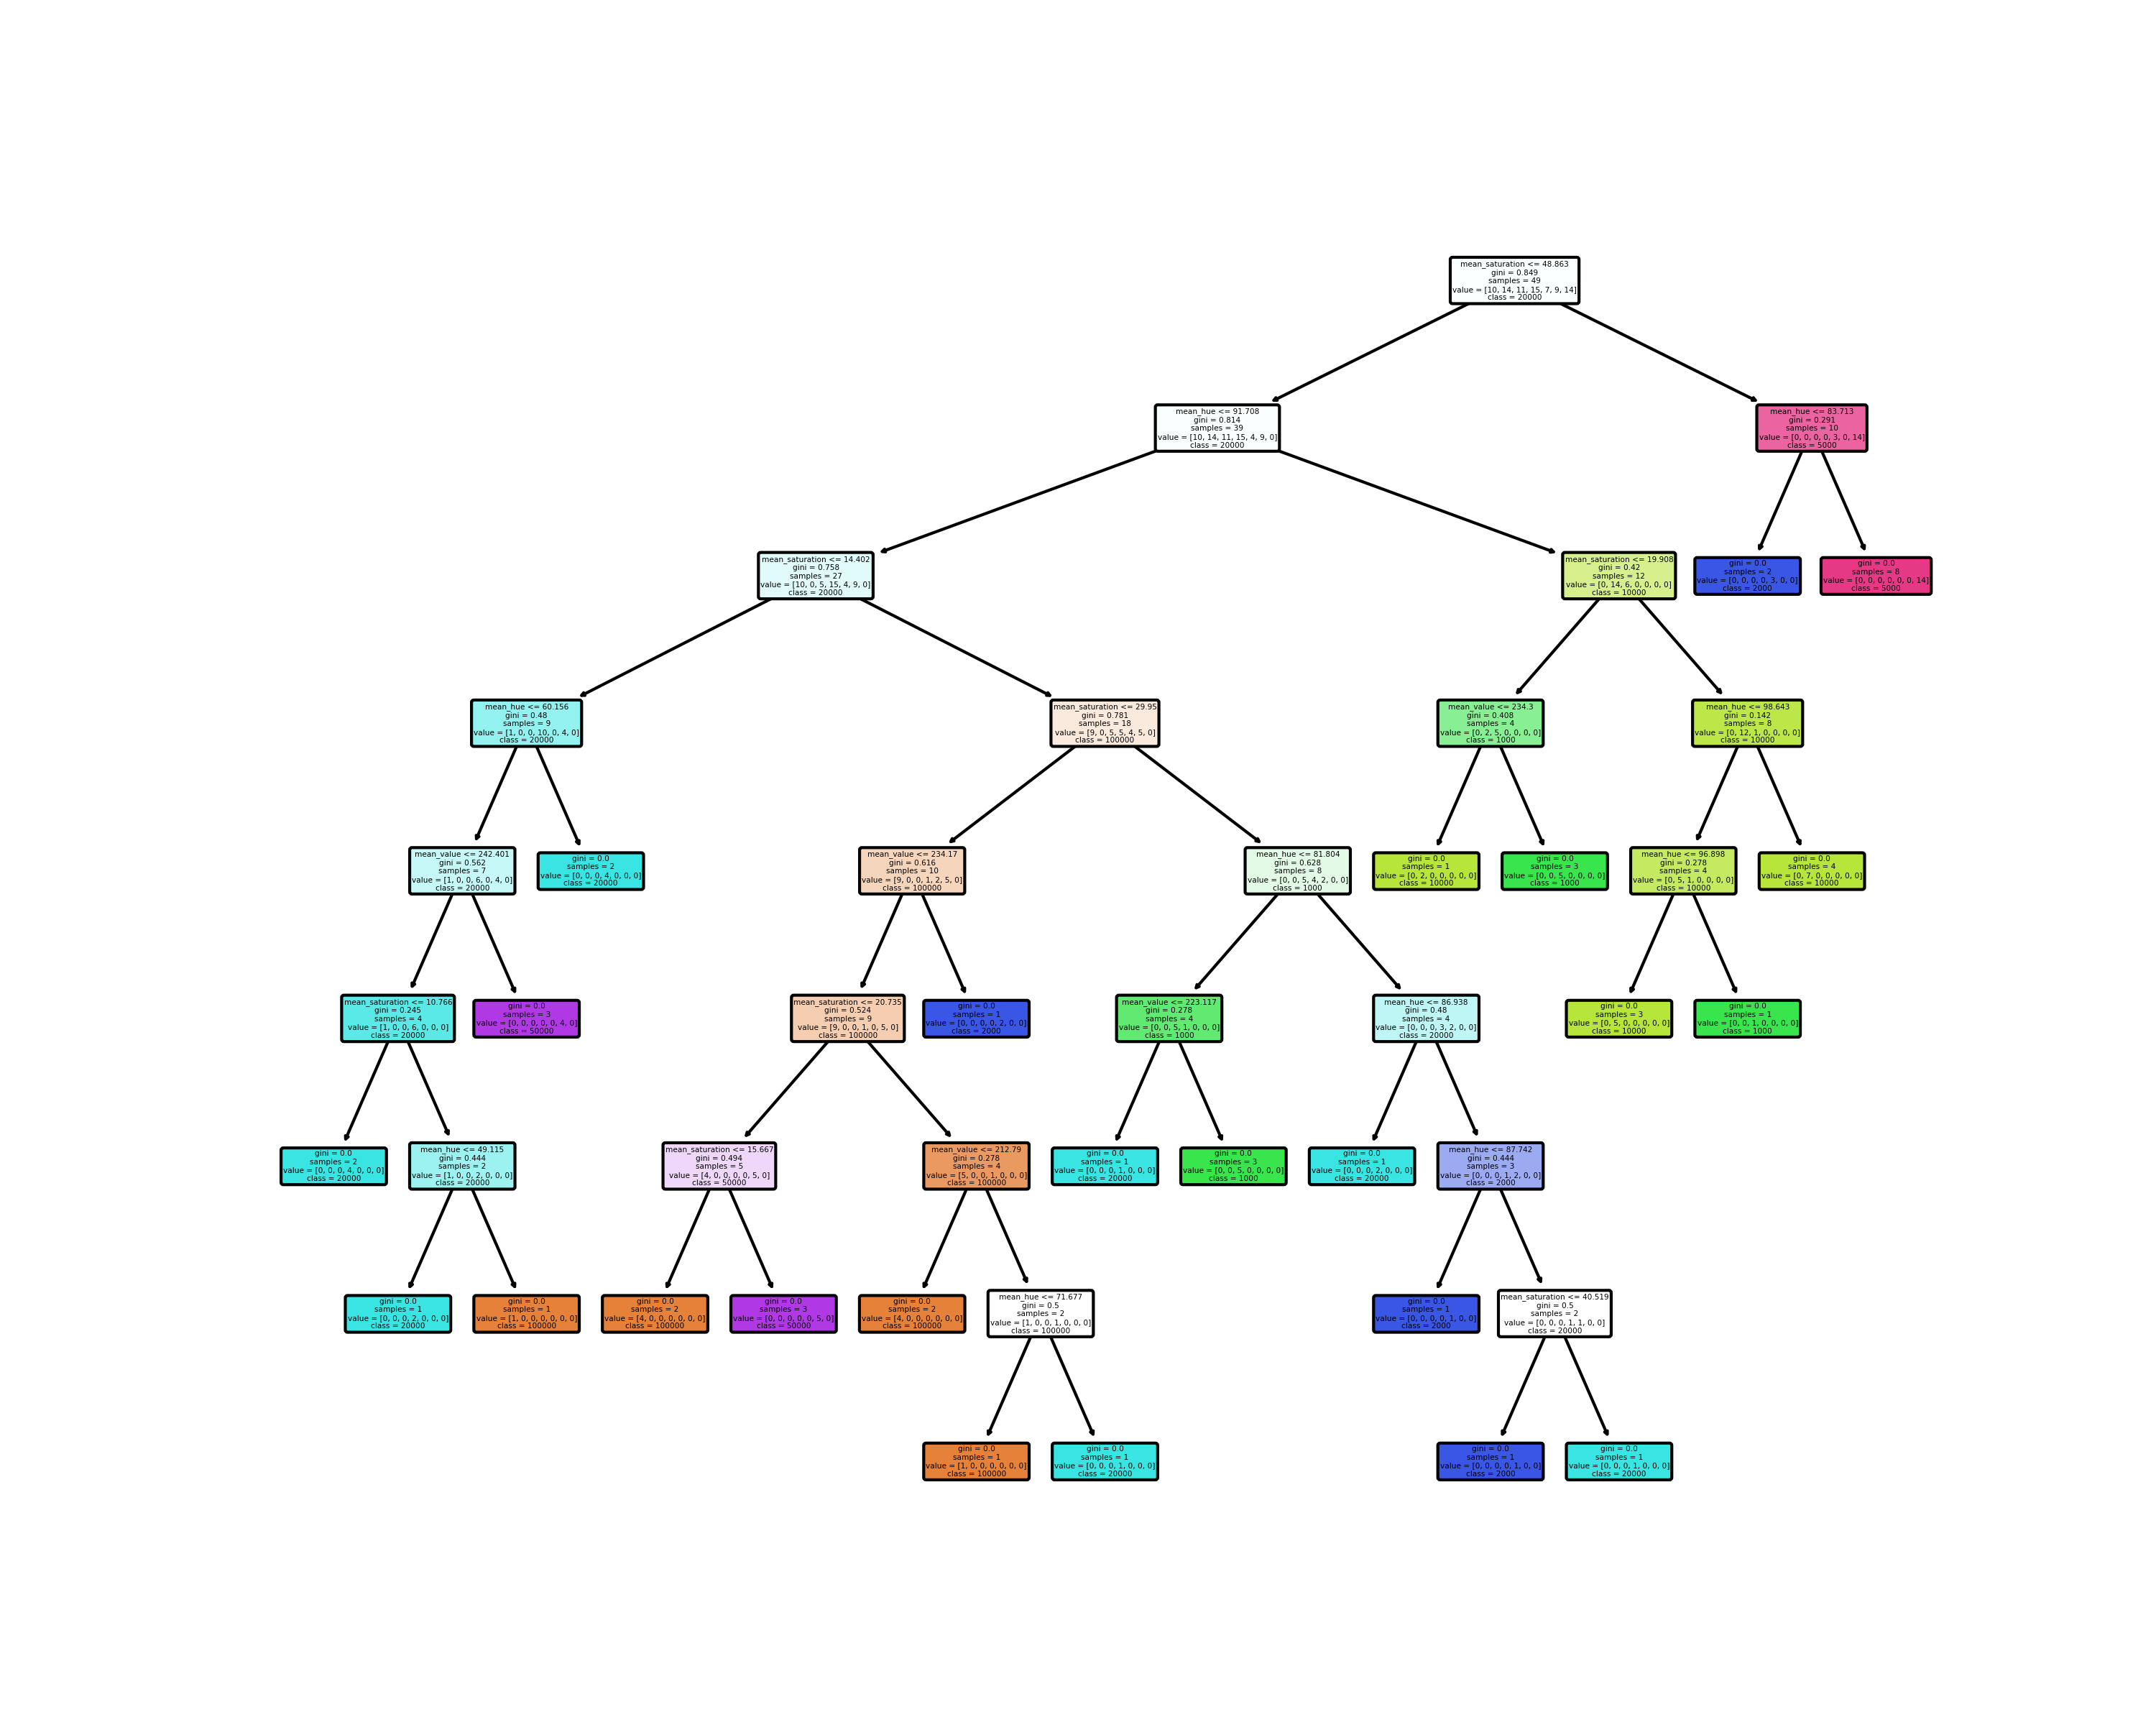 mean_saturation <= 48.863
gini = 0.849
samples = 49
value = [10, 14, 11, 15, 7, 9, 14]
class = 20000
mean_hue <= 91.708
gini = 0.814
samples = 39
value = [10, 14, 11, 15, 4, 9, 0]
class = 20000
mean_hue <= 83.713
gini = 0.291
samples = 10
value = [0, 0, 0, 0, 3, 0, 14]
class = 5000
mean_saturation <= 14.402
gini = 0.758
samples = 27
value = [10, 0, 5, 15, 4, 9, 0]
class = 20000
mean_saturation <= 19.908
gini = 0.42
samples = 12
value = [0, 14, 6, 0, 0, 0, 0]
class = 10000
gini = 0.0
samples = 2
value = [0, 0, 0, 0, 3, 0, 0]
class = 2000
gini = 0.0
samples = 8
value = [0, 0, 0, 0, 0, 0, 14]
class = 5000
mean_hue <= 60.156
gini = 0.48
samples = 9
value = [1, 0, 0, 10, 0, 4, 0]
class = 20000
mean_saturation <= 29.95
gini = 0.781
samples = 18
value = [9, 0, 5, 5, 4, 5, 0]
class = 100000
mean_value <= 234.3
gini = 0.408
samples = 4
value = [0, 2, 5, 0, 0, 0, 0]
class = 1000
mean_hue <= 98.643
gini = 0.142
samples = 8
value = [0, 12, 1, 0, 0, 0, 0]
class = 10000
mean_value <= 242.401
gini = 0.562
samples = 7
value = [1, 0, 0, 6, 0, 4, 0]
class = 20000
gini = 0.0
samples = 2
value = [0, 0, 0, 4, 0, 0, 0]
class = 20000
mean_value <= 234.17
gini = 0.616
samples = 10
value = [9, 0, 0, 1, 2, 5, 0]
class = 100000
mean_hue <= 81.804
gini = 0.628
samples = 8
value = [0, 0, 5, 4, 2, 0, 0]
class = 1000
gini = 0.0
samples = 1
value = [0, 2, 0, 0, 0, 0, 0]
class = 10000
gini = 0.0
samples = 3
value = [0, 0, 5, 0, 0, 0, 0]
class = 1000
mean_hue <= 96.898
gini = 0.278
samples = 4
value = [0, 5, 1, 0, 0, 0, 0]
class = 10000
gini = 0.0
samples = 4
value = [0, 7, 0, 0, 0, 0, 0]
class = 10000
mean_saturation <= 10.766
gini = 0.245
samples = 4
value = [1, 0, 0, 6, 0, 0, 0]
class = 20000
gini = 0.0
samples = 3
value = [0, 0, 0, 0, 0, 4, 0]
class = 50000
mean_saturation <= 20.735
gini = 0.524
samples = 9
value = [9, 0, 0, 1, 0, 5, 0]
class = 100000
gini = 0.0
samples = 1
value = [0, 0, 0, 0, 2, 0, 0]
class = 2000
mean_value <= 223.117
gini = 0.278
samples = 4
value = [0, 0, 5, 1, 0, 0, 0]
class = 1000
mean_hue <= 86.938
gini = 0.48
samples = 4
value = [0, 0, 0, 3, 2, 0, 0]
class = 20000
gini = 0.0
samples = 3
value = [0, 5, 0, 0, 0, 0, 0]
class = 10000
gini = 0.0
samples = 1
value = [0, 0, 1, 0, 0, 0, 0]
class = 1000
gini = 0.0
samples = 2
value = [0, 0, 0, 4, 0, 0, 0]
class = 20000
mean_hue <= 49.115
gini = 0.444
samples = 2
value = [1, 0, 0, 2, 0, 0, 0]
class = 20000
mean_saturation <= 15.667
gini = 0.494
samples = 5
value = [4, 0, 0, 0, 0, 5, 0]
class = 50000
mean_value <= 212.79
gini = 0.278
samples = 4
value = [5, 0, 0, 1, 0, 0, 0]
class = 100000
gini = 0.0
samples = 1
value = [0, 0, 0, 1, 0, 0, 0]
class = 20000
gini = 0.0
samples = 3
value = [0, 0, 5, 0, 0, 0, 0]
class = 1000
gini = 0.0
samples = 1
value = [0, 0, 0, 2, 0, 0, 0]
class = 20000
mean_hue <= 87.742
gini = 0.444
samples = 3
value = [0, 0, 0, 1, 2, 0, 0]
class = 2000
gini = 0.0
samples = 1
value = [0, 0, 0, 2, 0, 0, 0]
class = 20000
gini = 0.0
samples = 1
value = [1, 0, 0, 0, 0, 0, 0]
class = 100000
gini = 0.0
samples = 2
value = [4, 0, 0, 0, 0, 0, 0]
class = 100000
gini = 0.0
samples = 3
value = [0, 0, 0, 0, 0, 5, 0]
class = 50000
gini = 0.0
samples = 2
value = [4, 0, 0, 0, 0, 0, 0]
class = 100000
mean_hue <= 71.677
gini = 0.5
samples = 2
value = [1, 0, 0, 1, 0, 0, 0]
class = 100000
gini = 0.0
samples = 1
value = [0, 0, 0, 0, 1, 0, 0]
class = 2000
mean_saturation <= 40.519
gini = 0.5
samples = 2
value = [0, 0, 0, 1, 1, 0, 0]
class = 20000
gini = 0.0
samples = 1
value = [1, 0, 0, 0, 0, 0, 0]
class = 100000
gini = 0.0
samples = 1
value = [0, 0, 0, 1, 0, 0, 0]
class = 20000
gini = 0.0
samples = 1
value = [0, 0, 0, 0, 1, 0, 0]
class = 2000
gini = 0.0
samples = 1
value = [0, 0, 0, 1, 0, 0, 0]
class = 20000